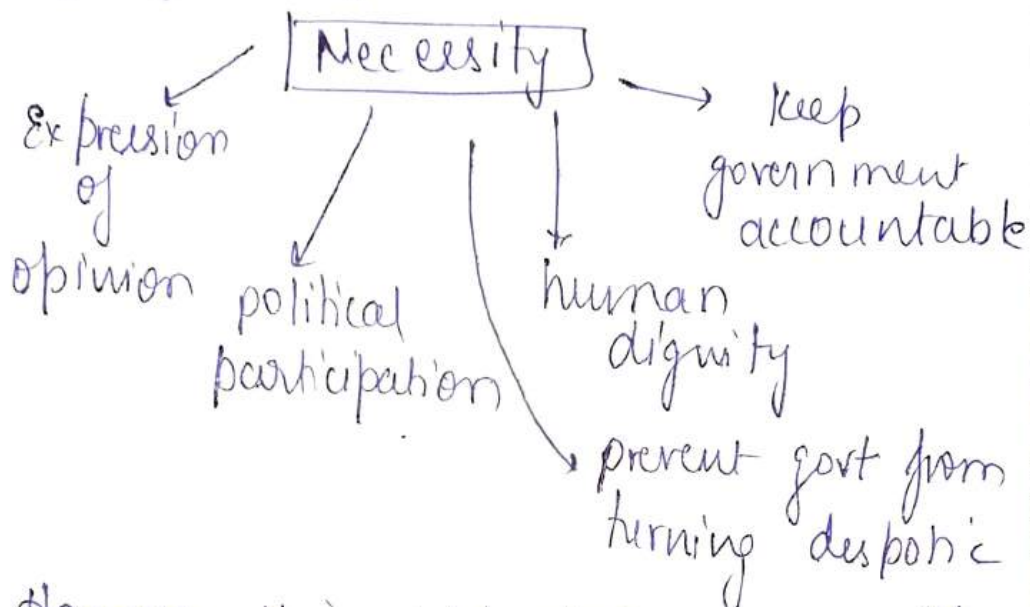 Necessity
Expression
of
opinion
political
participation
human
dignity
Keep
government
accountable
prevent govt from
turning despotic